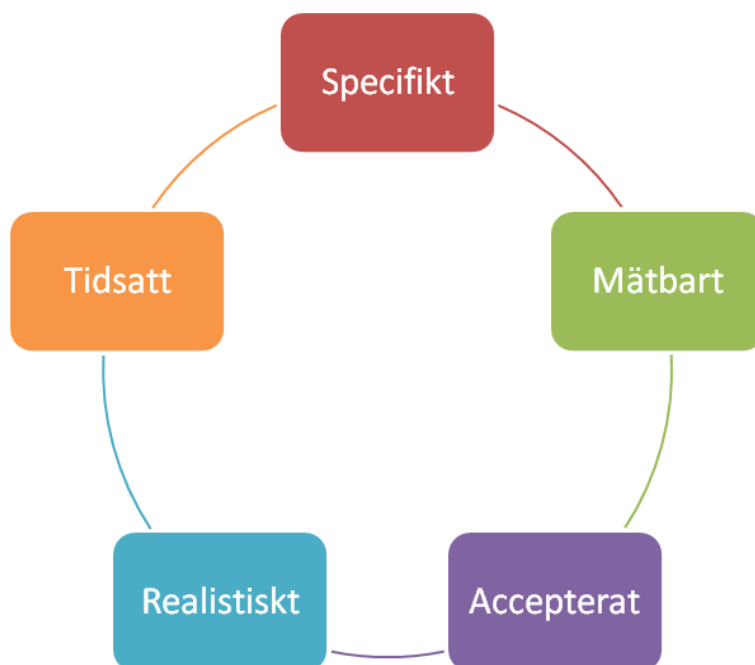 Specifikt
Mätbart
Accepterat
Realistiskt
Tidsatt